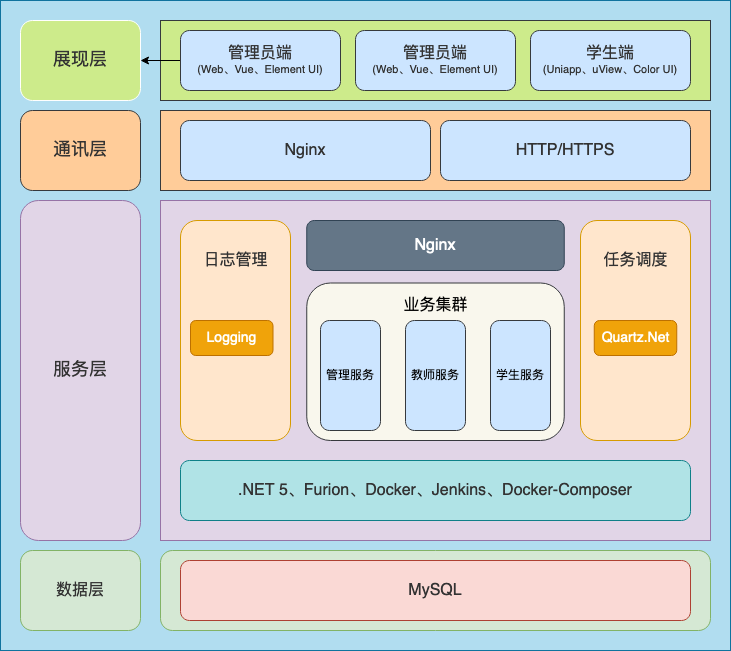 展现层
管理员端
(Web、Vue、Element UI)
管理员端
(Web、Vue、Element UI)
学生端
(Uniapp、uView、Color UI)
通讯层
Nginx
HTTP/HTTPS
服务层
日志管理
Logging
Nginx
业务集群
管理服务
教师服务
学生服务
任务调度
Quartz.Net
.NET 5、Furion、Docker、Jenkins、Docker-Composer
数据层
MySQL